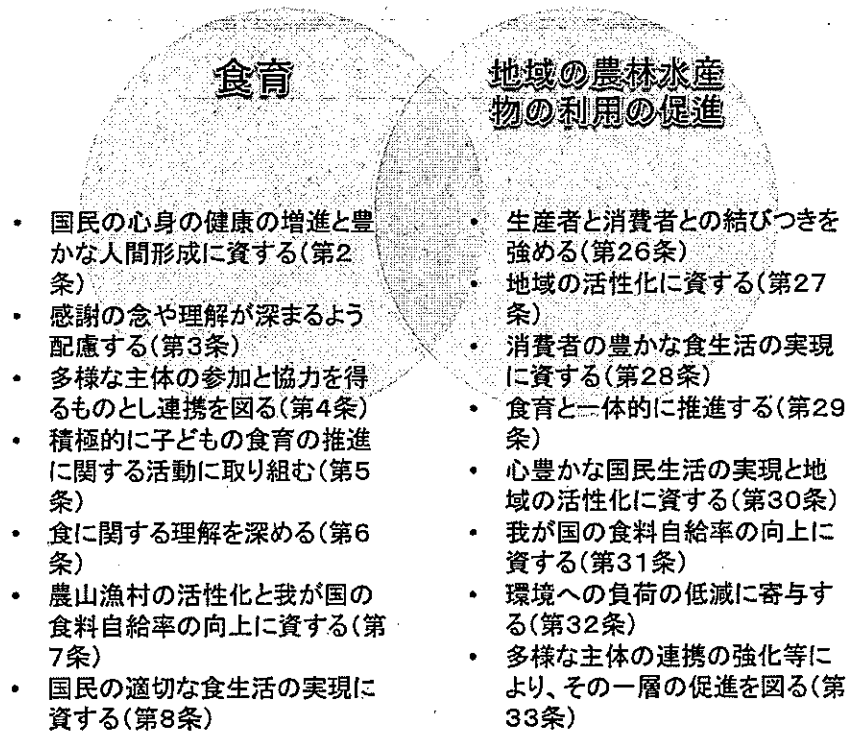 食育
• 国民の心身の健康の増進と豊
かな人間形成に資する(第2
条)
• 感謝の念や理解が深まるよう
配慮する(第3条)
• 多様な主体の参加と協力を得
るものとし連携を図る(第4条)
• 積極的に子どもの食育の推進
に関する活動に取り組む(第5
条)
• 食に関する理解を深める(第6
条)
• 農山漁村の活性化と我が国の
食料自給率の向上に資する(第
7条)
• 国民の適切な食生活の実現に
資する(第8条)
地域の農林水産
物の利用の促進
• 生産者と消費者との結びつきを
強める(第26条)
• 地域の活性化に資する(第27
条)
• 消費者の豊かな食生活の実現
に資する(第28条)
• 食育と一体的に推進する(第29
条)
• 心豊かな国民生活の実現と地
域の活性化に資する(第30条)
• 我が国の食料自給率の向上に
資する(第31条)
• 環境への負荷の低減に寄与す
る(第32条)
• 多様な主体の連携の強化等に
より、その一層の促進を図る(第
33条)